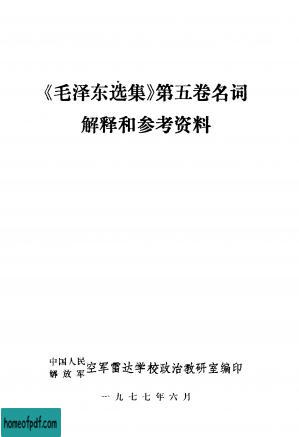 《毛泽东选集》第五卷名词
解释和参考资料
中国人民
解放军 空军雷达学校政治教研室编印
一九七七年六月
homeofpdf.com